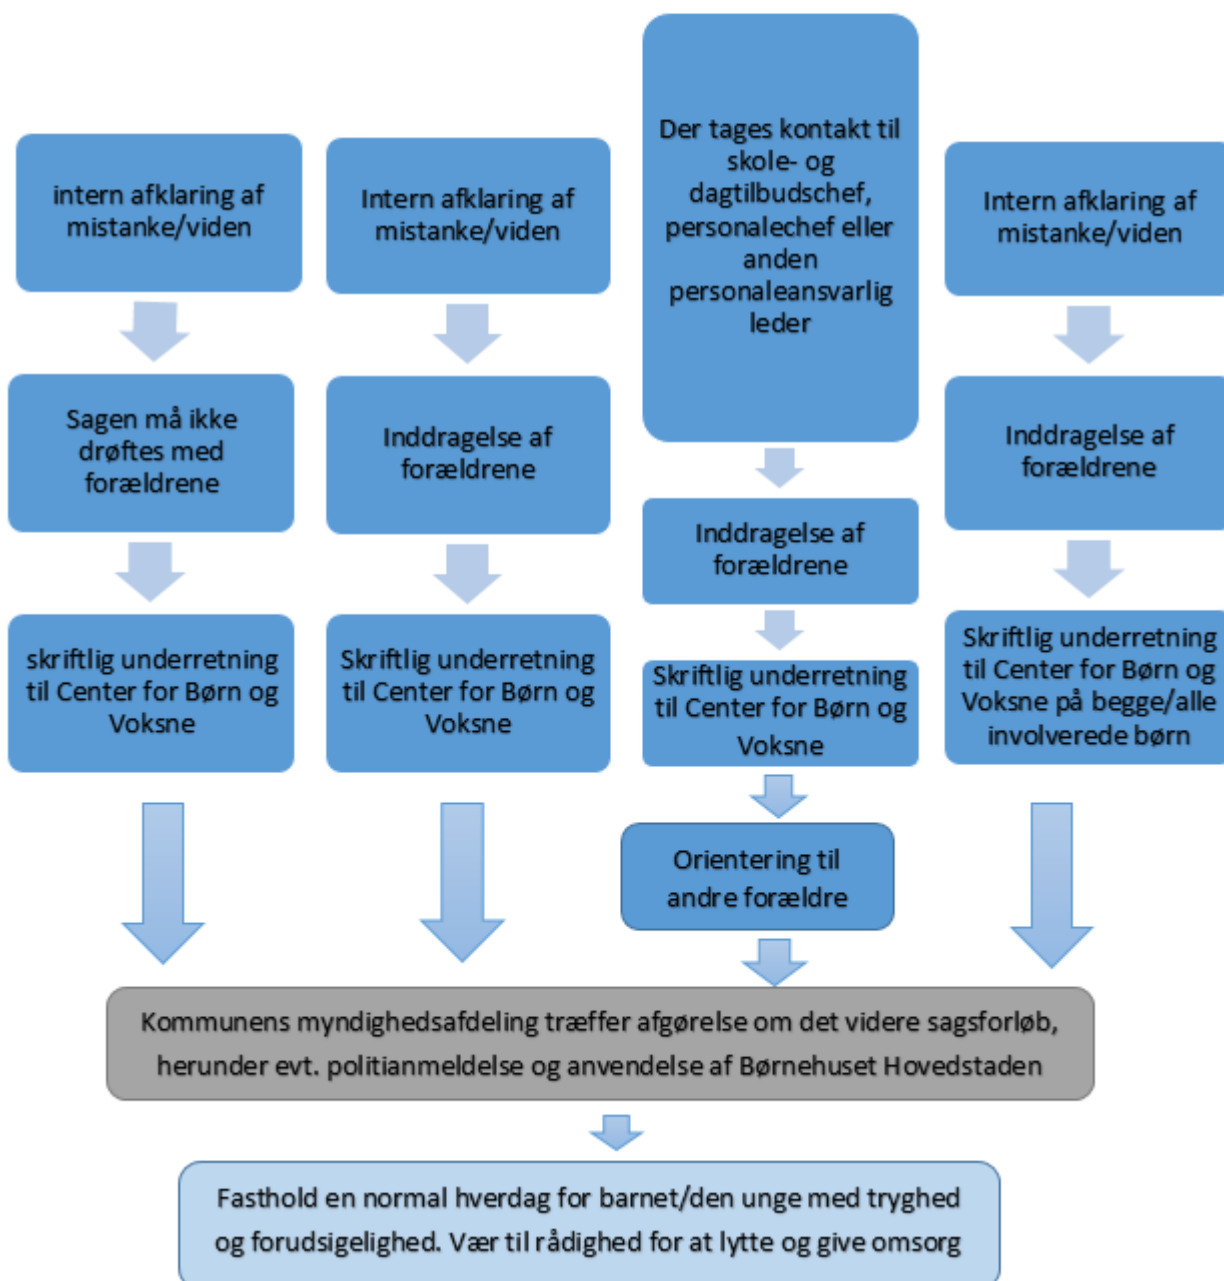 intern afklaring af
mistanke/viden
Sagen må ikke
drøftes med
forældrene
skriftlig underretning
til Center for Børn og
Voksne
Intern afklaring af
mistanke/viden
Inddragelse af
forældrene
Skriftlig underretning
til Center for Børn og
Voksne
Der tages kontakt til
skole- og
dagtilbudschef,
personalechef eller
anden
personaleansvarlig
leder
Inddragelse af
forældrene
Skriftlig underretning
til Center for Børn og
Voksne
Orientering til
andre forældre
Intern afklaring af
mistanke/viden
Inddragelse af
forældrene
Skriftlig underretning
til Center for Børn og
Voksne på begge/alle
involverede børn
Kommunens myndighedsafdeling træffer afgørelse om det videre sagsforløb,
herunder evt. politianmeldelse og anvendelse af Børnehuset Hovedstaden
Fasthold en normal hverdag for barnet/den unge med tryghed
og forudsigelighed. Vær til rådighed for at lytte og give omsorg